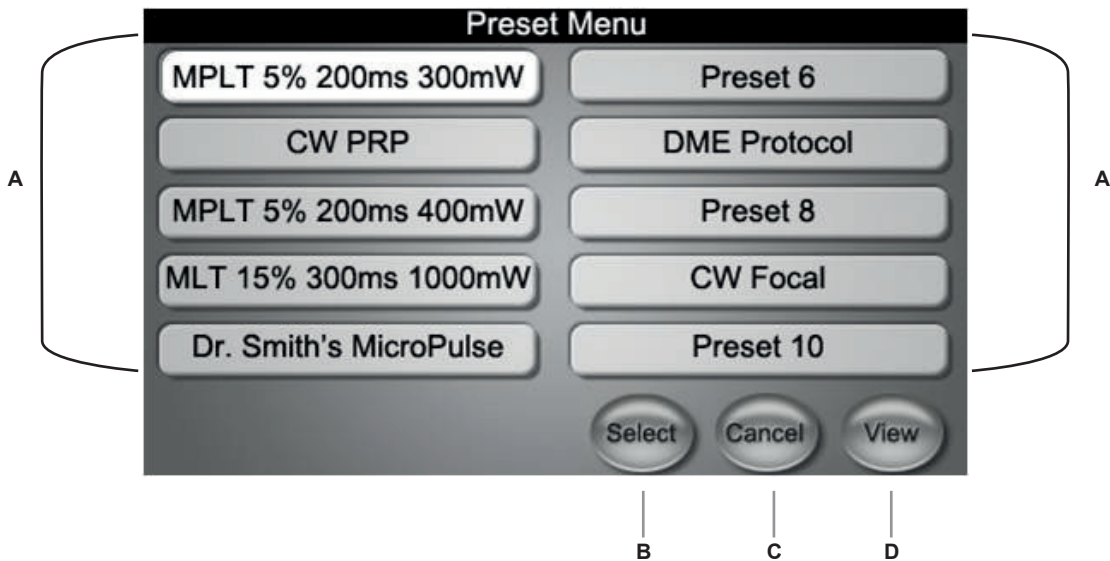 Preset Menu
MPLT 5% 200ms 300mW
Preset 6
CW PRP
DME Protocol
A
A
MPLT 5% 200ms 400mW
Preset 8
MLT 15% 300ms 1000mW
CW Focal
Dr. Smith's MicroPulse
Preset 10
Select
Cancel
View
B
C
D